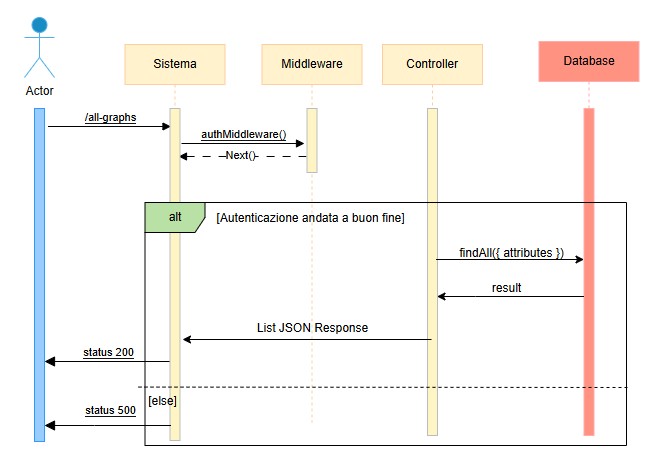 Actor
Sistema
Middleware
Controller
Database
/all-graphs
authMiddleware()
Next()
alt
[Autenticazione andata a buon fine]
findAll({ attributes })
result
List JSON Response
status 200
[else]
status 500